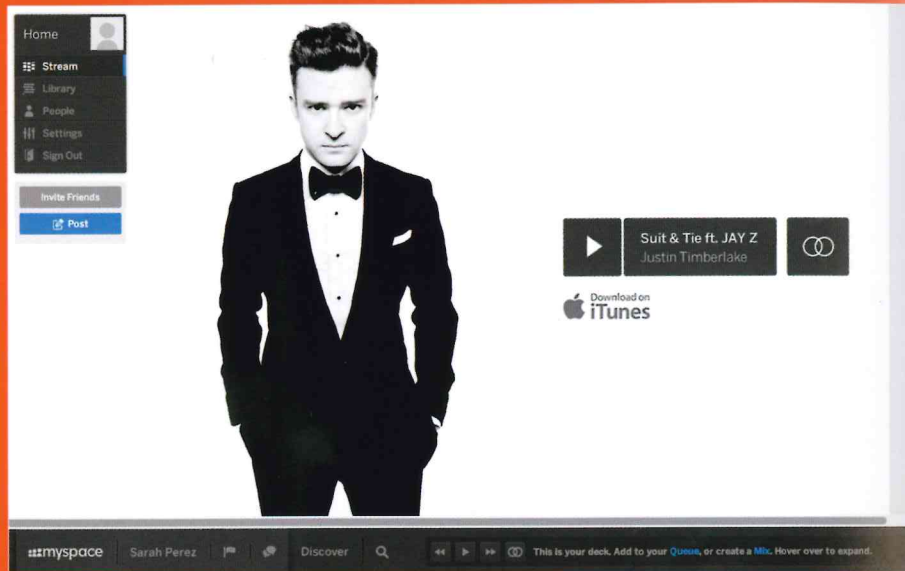 Home
Stream
Library
People
Settings
Sign Out
Invite Friends
Post
Suit & Tie ft. JAY Z
Justin Timberlake
Download on
iTunes
myspace
Sarah Perez
Discover
This is your deck. Add to your Queue, or create a Mix. Hover over to expand.